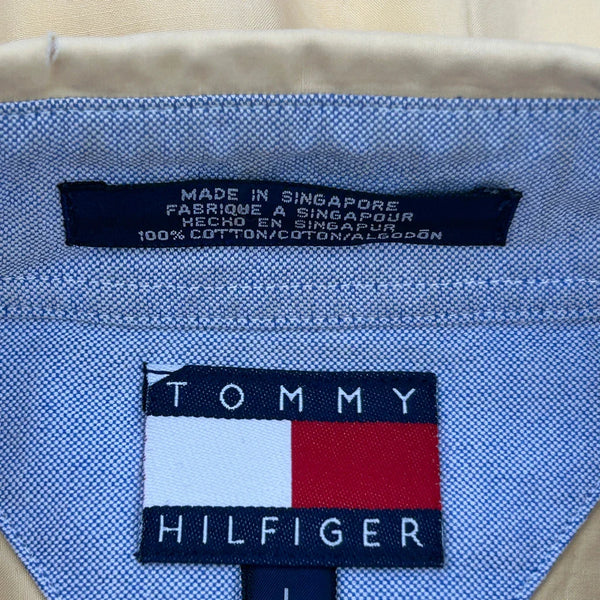 MADE IN SINGAPORE
FABRIQUE A SINGAPOUR
HECHO EN SINGAPUR
100% COTTON/COTON/ALGODÓN
TOMMY
HILFIGER